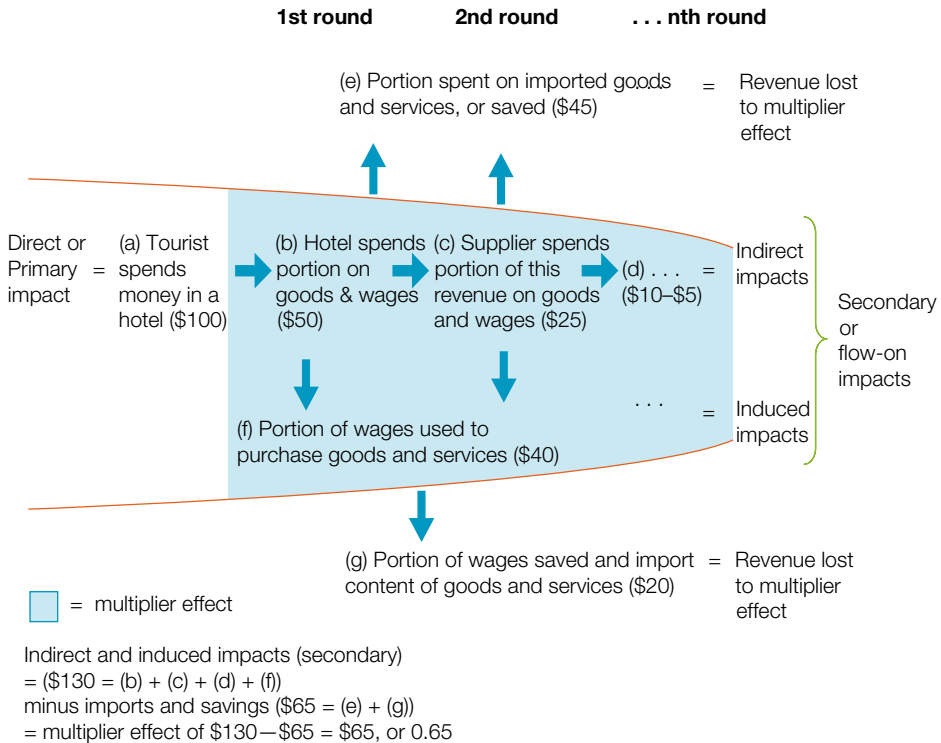 1st round 2nd round . . . nth round
(e) Portion spent on imported goods
and services, or saved ($45)
= Revenue lost
to multiplier
effect
Direct or
Primary
impact
=
(a) Tourist
spends
money in a
hotel ($100)
(b) Hotel spends
portion on
goods & wages
($50)
(c) Supplier spends
portion of this
revenue on goods
and wages ($25)
(d) . . . =
($10–$5)
Indirect
impacts
Secondary
or
flow-on
impacts
. . .
= Induced
impacts
(f) Portion of wages used to
purchase goods and services ($40)
(g) Portion of wages saved and import
content of goods and services ($20)
= Revenue lost
to multiplier
effect
= multiplier effect
Indirect and induced impacts (secondary)
= ($130 = (b) + (c) + (d) + (f))
minus imports and savings ($65 = (e) + (g))
= multiplier effect of $130—$65 = $65, or 0.65